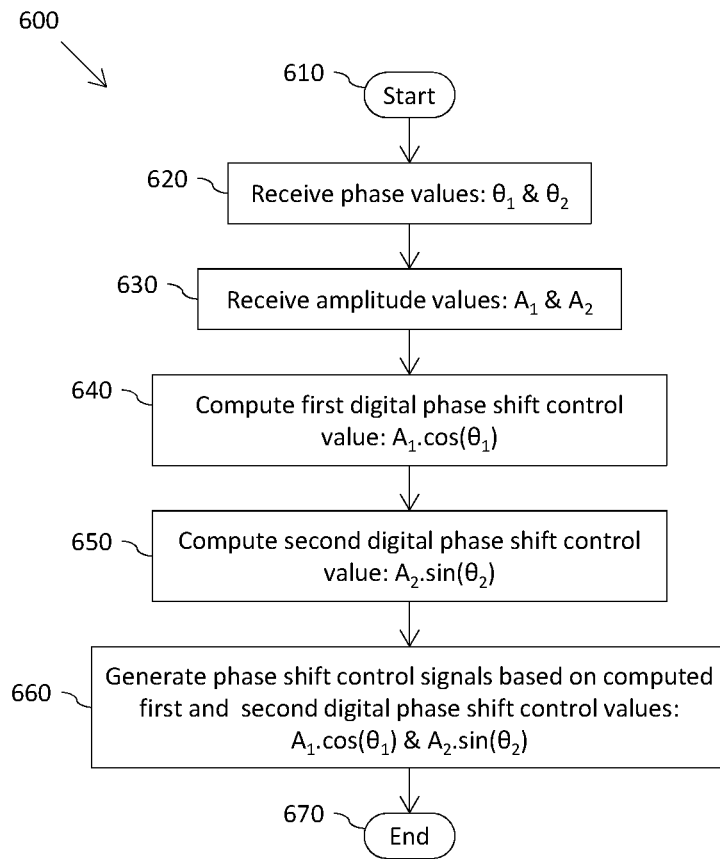 600
610
Start
620
Receive phase values: θ₁ & θ₂
630
Receive amplitude values: A₁ & A₂
640
Compute first digital phase shift control
value: A₁.cos(θ₁)
650
Compute second digital phase shift control
value: A₂.sin(θ₂)
660
Generate phase shift control signals based on computed
first and second digital phase shift control values:
A₁.cos(θ₁) & A₂.sin(θ₂)
670
End